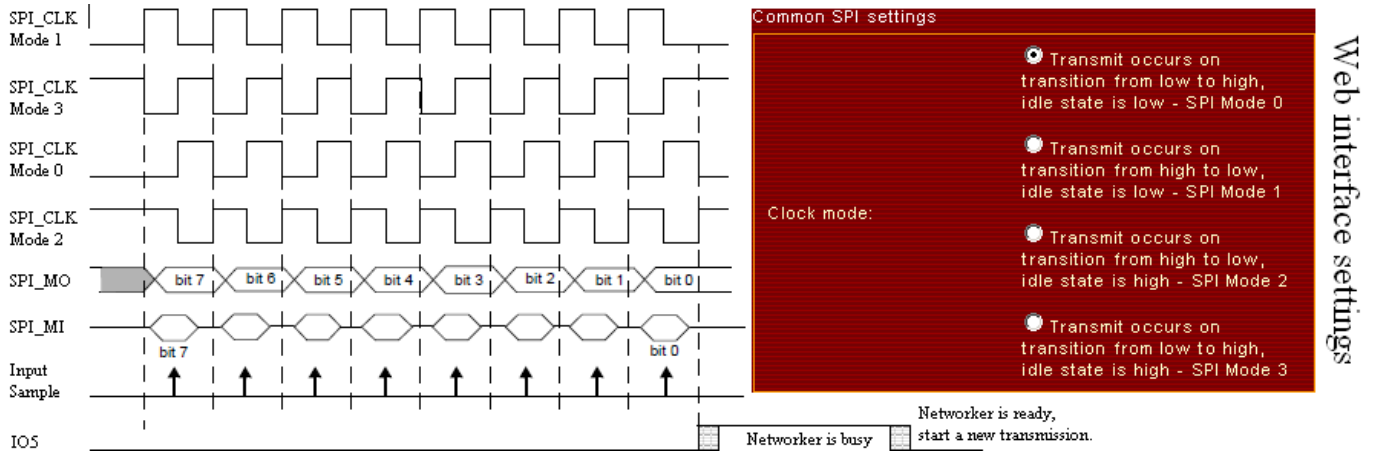 SPI_CLK
Mode 1
SPI_CLK
Mode 3
SPI_CLK
Mode 0
SPI_CLK
Mode 2
SPI_MO
bit 7 bit 6 bit 5 bit 4 bit 3 bit 2 bit 1 bit 0
SPI_MI
bit 7 bit 0
Input
Sample
IO5
Networker is busy
Networker is ready,
start a new transmission.
Common SPI settings
Clock mode:
Transmit occurs on
transition from low to high,
idle state is low - SPI Mode 0
Transmit occurs on
transition from high to low,
idle state is low - SPI Mode 1
Transmit occurs on
transition from high to low,
idle state is high - SPI Mode 2
Transmit occurs on
transition from low to high,
idle state is high - SPI Mode 3
Web interface settings